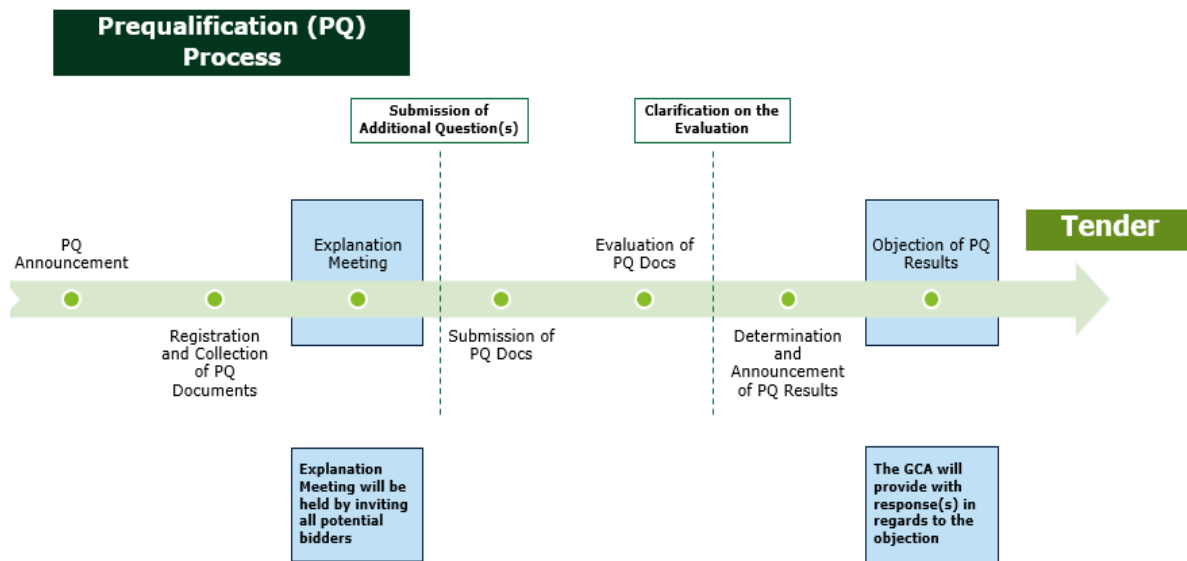 Prequalification (PQ)
Process
Submission of
Additional Question(s)
Clarification on the
Evaluation
PQ
Announcement
Explanation
Meeting
Evaluation of
PQ Docs
Objection of PQ
Results
Tender
Registration
and Collection
of PQ
Documents
Submission of
PQ Docs
Determination
and
Announcement
of PQ Results
Explanation
Meeting will be
held by inviting
all potential
bidders
The GCA will
provide with
response(s) in
regards to the
objection